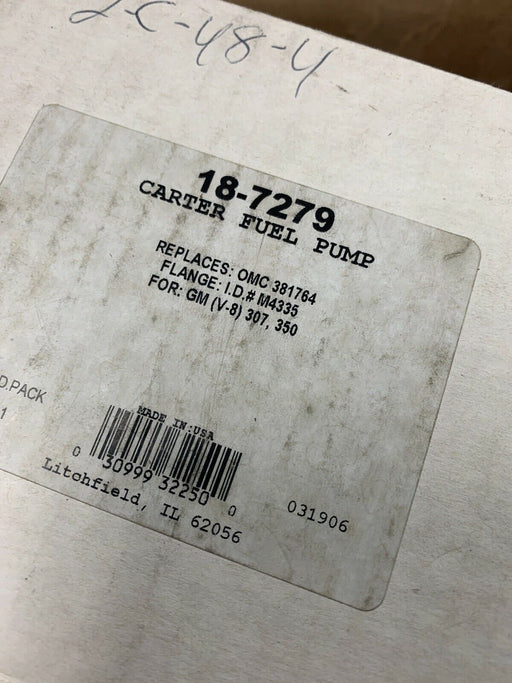 2-C-48-4
18-7279
CARTER FUEL PUMP
REPLACES: OMC 381764
FLANGE: I.D.# M4335
FOR: GM (V-8) 307, 350
D.PACK
1
MADE IN:USA
0 30999 32250 0
031906
Litchfield, IL 62056